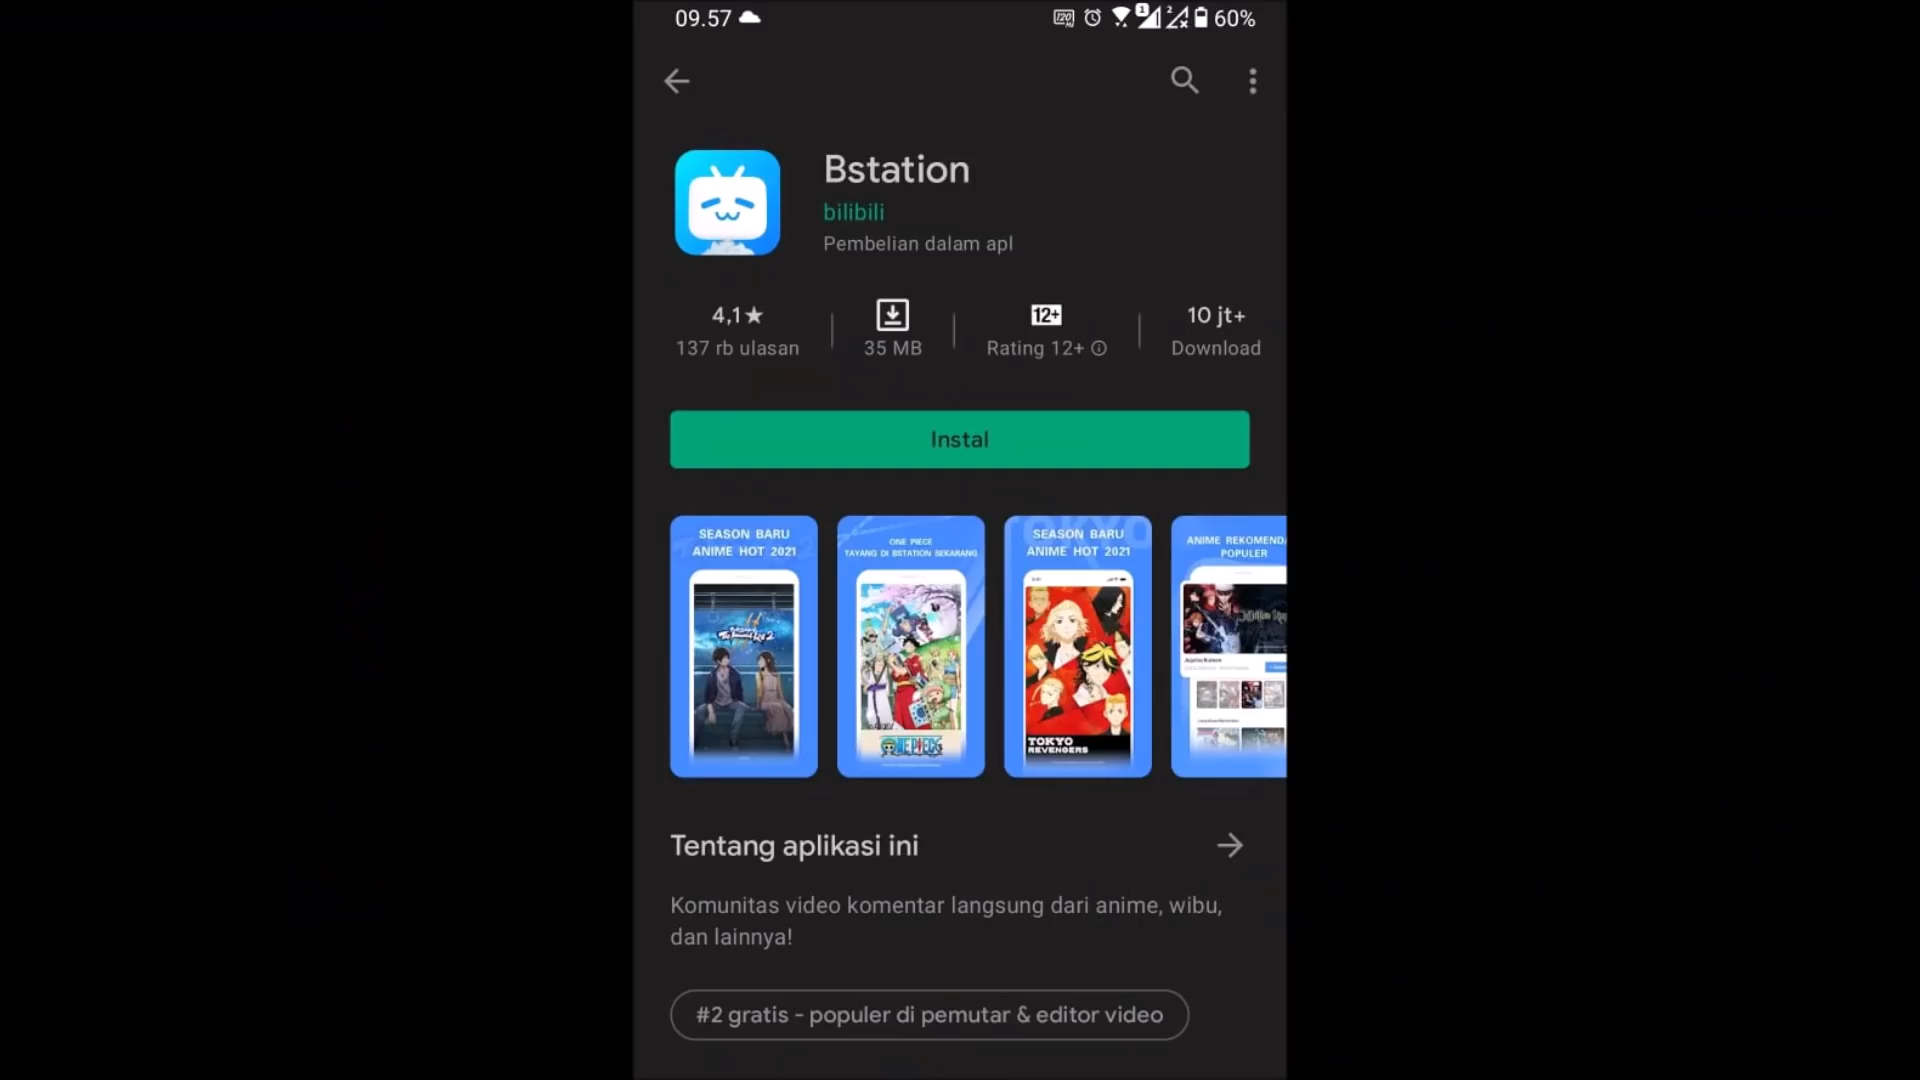 09.57
60%
Bstation
bilibili
Pembelian dalam apl
4,1★
137 rb ulasan
35 MB
12+
Rating 12+
10 jt+
Download
Instal
SEASON BARU
ANIME HOT 2021
ONE PIECE
TAYANG DI BSTATION SEKARANG
ONE PIECE
SEASON BARU
ANIME HOT 2021
TOKYO
REVENGERS
ANIME REKOMENDA
POPULER
Tentang aplikasi ini
Komunitas video komentar langsung dari anime, wibu,
dan lainnya!
#2 gratis - populer di pemutar & editor video